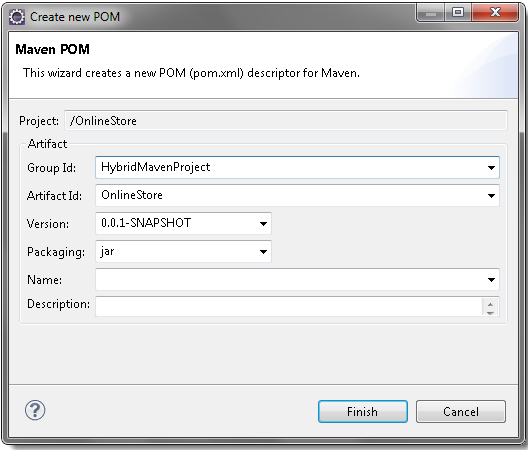 Create new POM
Maven POM
This wizard creates a new POM (pom.xml) descriptor for Maven.
Project: /OnlineStore
Artifact
Group Id: HybridMavenProject
Artifact Id: OnlineStore
Version: 0.0.1-SNAPSHOT
Packaging: jar
Name:
Description:
? Finish Cancel